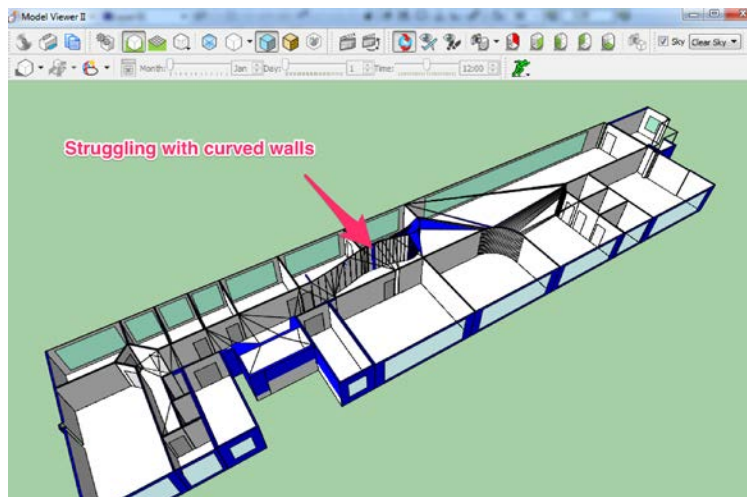 Model Viewer II
Sky Clear Sky
Month: Jan Day: 1 Time: 12:00
Struggling with curved walls